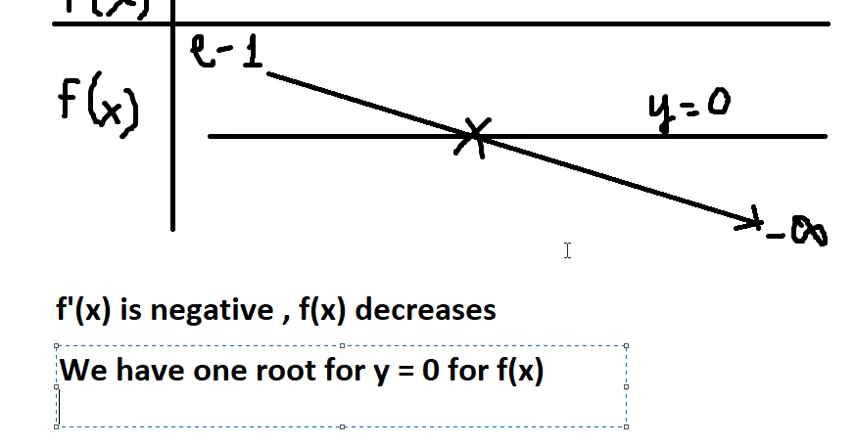 f(x)
e-1
f(x)
y=0
-∞
f'(x) is negative , f(x) decreases
We have one root for y = 0 for f(x)